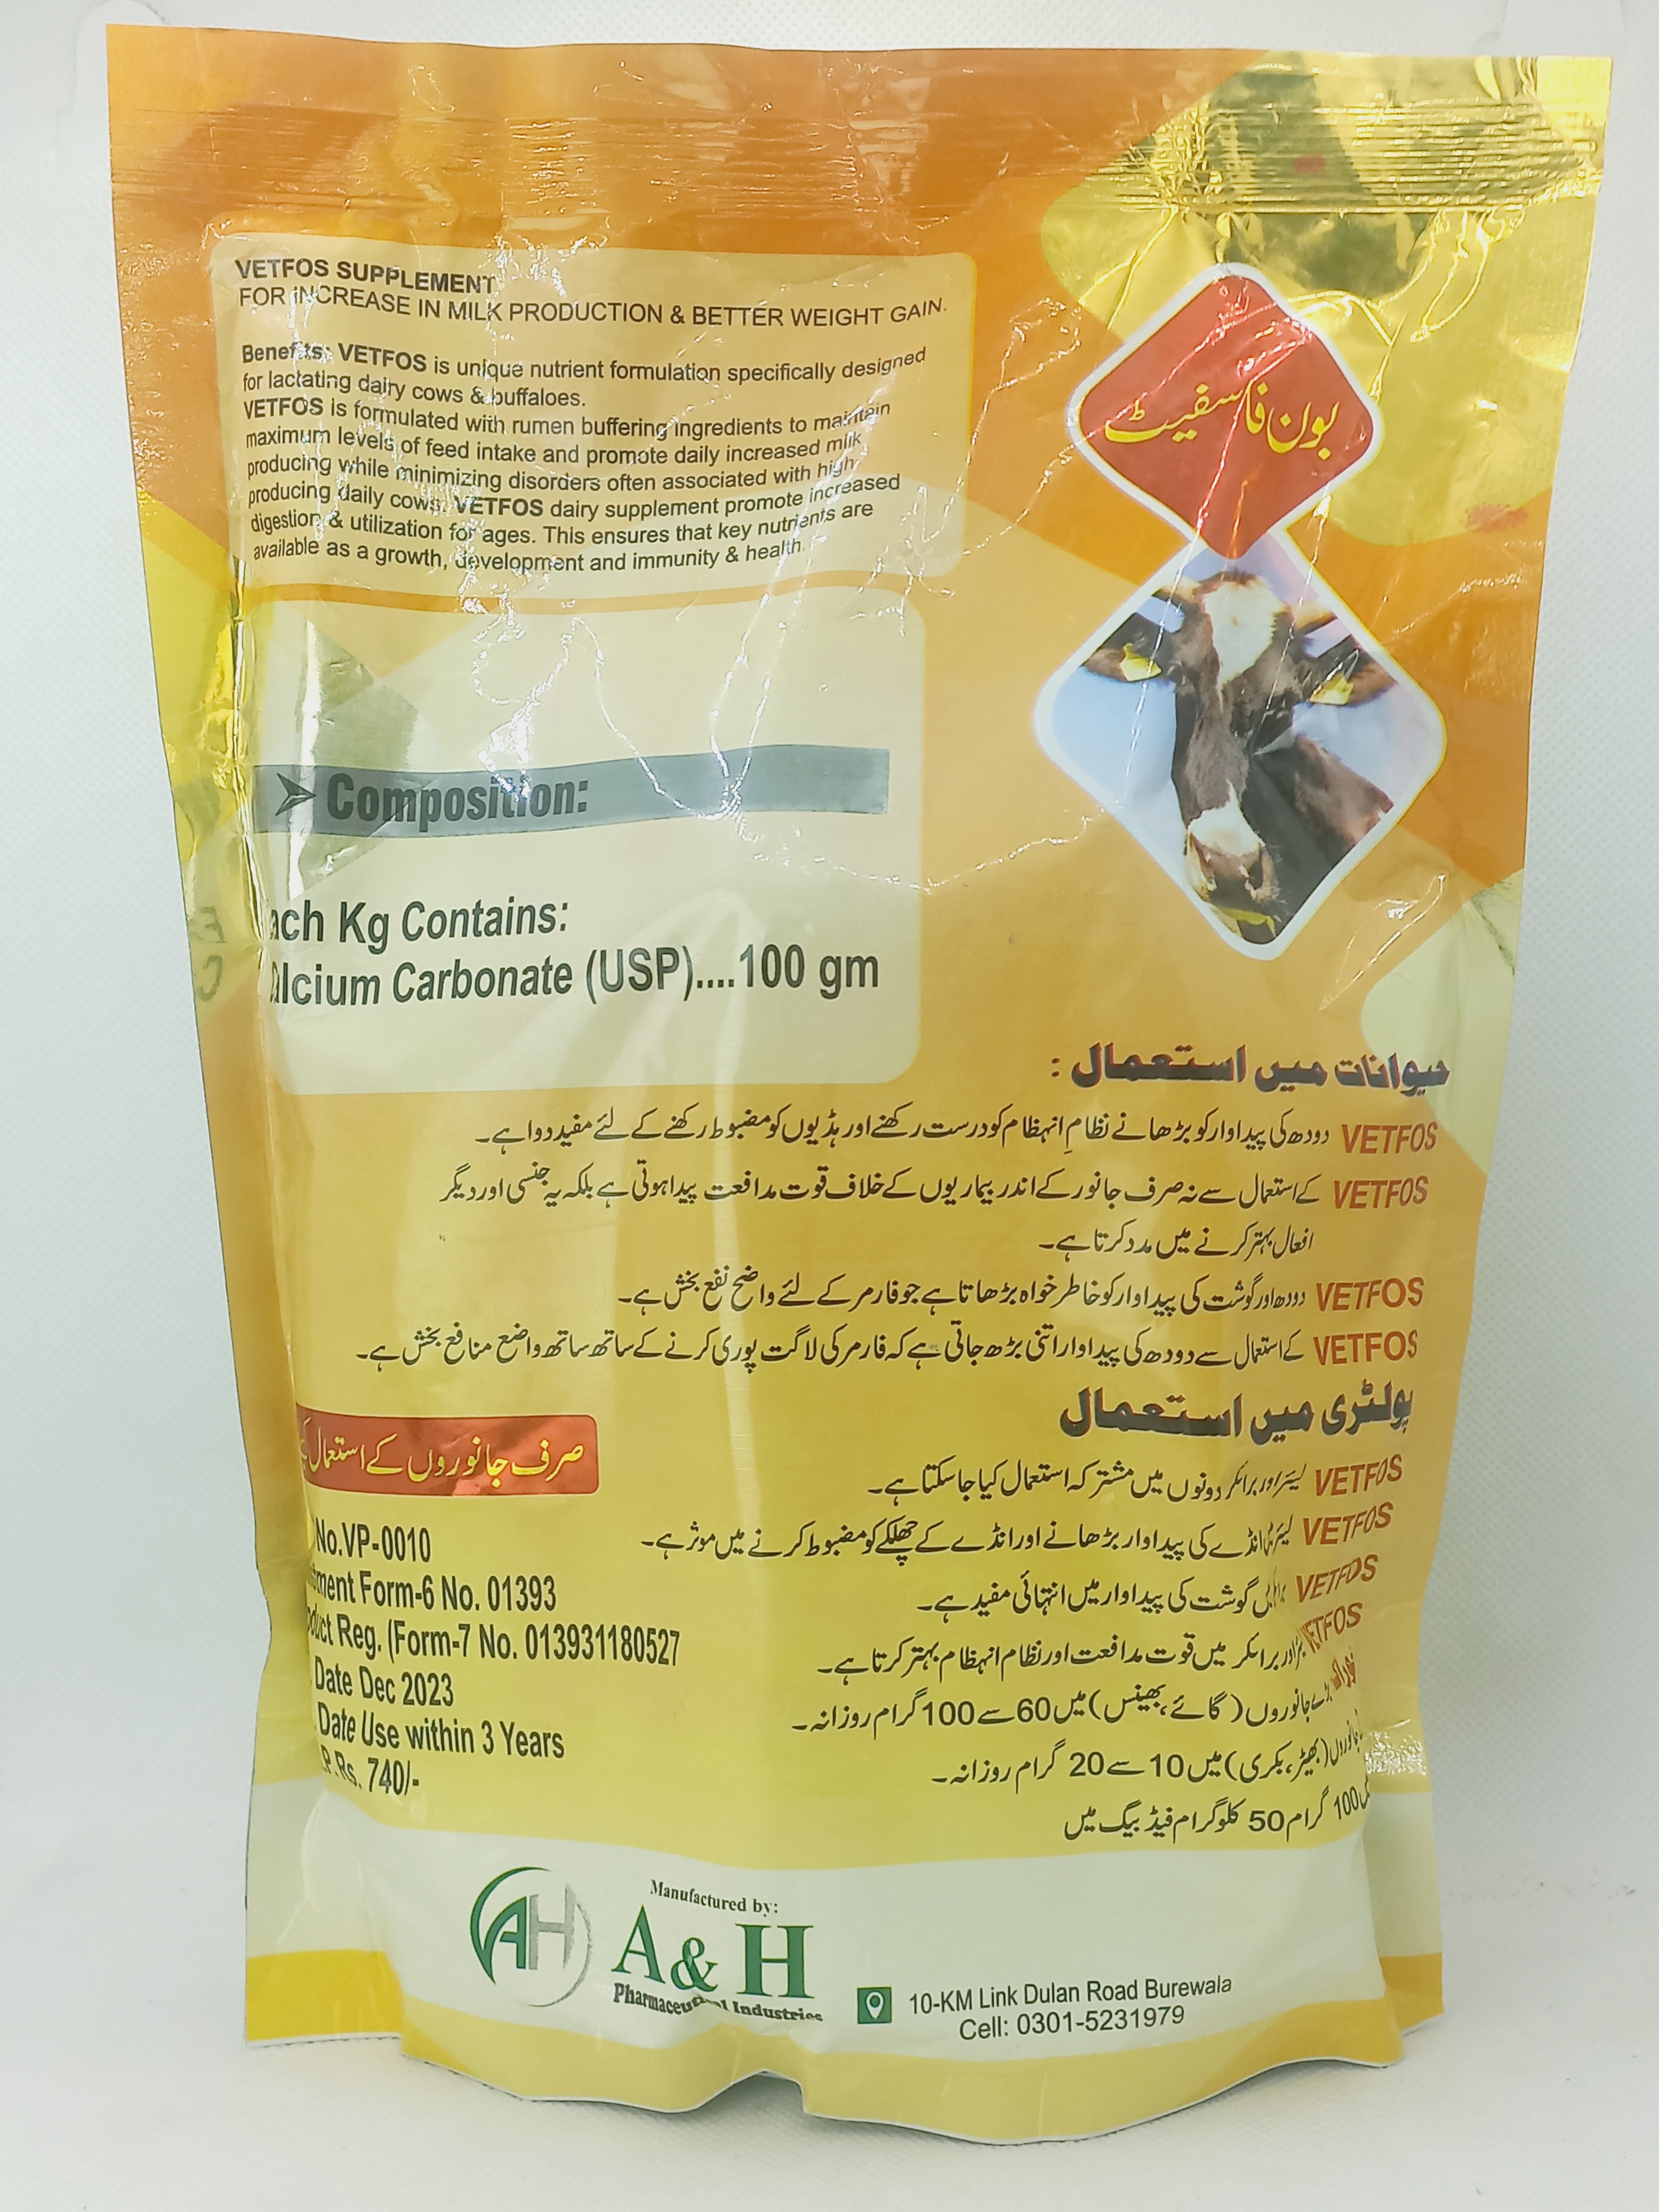 VETFOS SUPPLEMENT
FOR INCREASE IN MILK PRODUCTION & BETTER WEIGHT GAIN.
Benefits: VETFOS is unique nutrient formulation specifically designed
for lactating dairy cows & buffaloes.
VETFOS is formulated with rumen buffering ingredients to maintain
maximum levels of feed intake and promote daily increased milk
producing while minimizing disorders often associated with high
producing daily cows. VETFOS dairy supplement promote increased
digestion & utilization for ages. This ensures that key nutrients are
available as a growth, development and immunity & health.
بون فاسفیٹ
Composition:
ach Kg Contains:
lcium Carbonate (USP)....100 gm
حیوانات میں استعمال :
VETFOS دودھ کی پیداوار کو بڑھانے نظامِ انہظام کو درست رکھنے اور ہڈیوں کو مضبوط رکھنے کے لئے مفید دوا ہے۔
VETFOS کے استعمال سے نہ صرف جانور کے اندر بیماریوں کے خلاف قوت مدافعت پیدا ہوتی ہے بلکہ یہ جنسی اور دیگر
افعال بہتر کرنے میں مدد کرتا ہے۔
VETFOS دودھ اور گوشت کی پیداوار کو خاطر خواہ بڑھاتا ہے جو فارمر کے لئے واضح نفع بخش ہے۔
VETFOS کے استعمال سے دودھ کی پیداوار اتنی بڑھ جاتی ہے کہ فارمر کی لاگت پوری کرنے کے ساتھ ساتھ واضع منافع بخش ہے۔
پولٹری میں استعمال
VETFOS لیئر اور برائلر دونوں میں مشترکہ استعمال کیا جا سکتا ہے۔
VETFOS لیئر میں انڈے کی پیداوار بڑھانے اور انڈے کے چھلکے کو مضبوط کرنے میں موثر ہے۔
VETFOS گوشت کی پیداوار میں انتہائی مفید ہے۔
VETFOS برائلر میں قوت مدافعت اور نظام انہظام بہتر کرتا ہے۔
بڑے جانوروں (گائے، بھینس) میں 60 سے 100 گرام روزانہ۔
جانوروں (بھیڑ، بکری) میں 10 سے 20 گرام روزانہ۔
100 گرام 50 کلوگرام فیڈ بیگ میں
صرف جانوروں کے استعمال
No.VP-0010
ment Form-6 No. 01393
duct Reg. (Form-7 No. 013931180527
Date Dec 2023
Date Use within 3 Years
P.Rs. 740/-
AH
Manufactured by:
A & H
Pharmaceutical Industries
10-KM Link Dulan Road Burewala
Cell: 0301-5231979